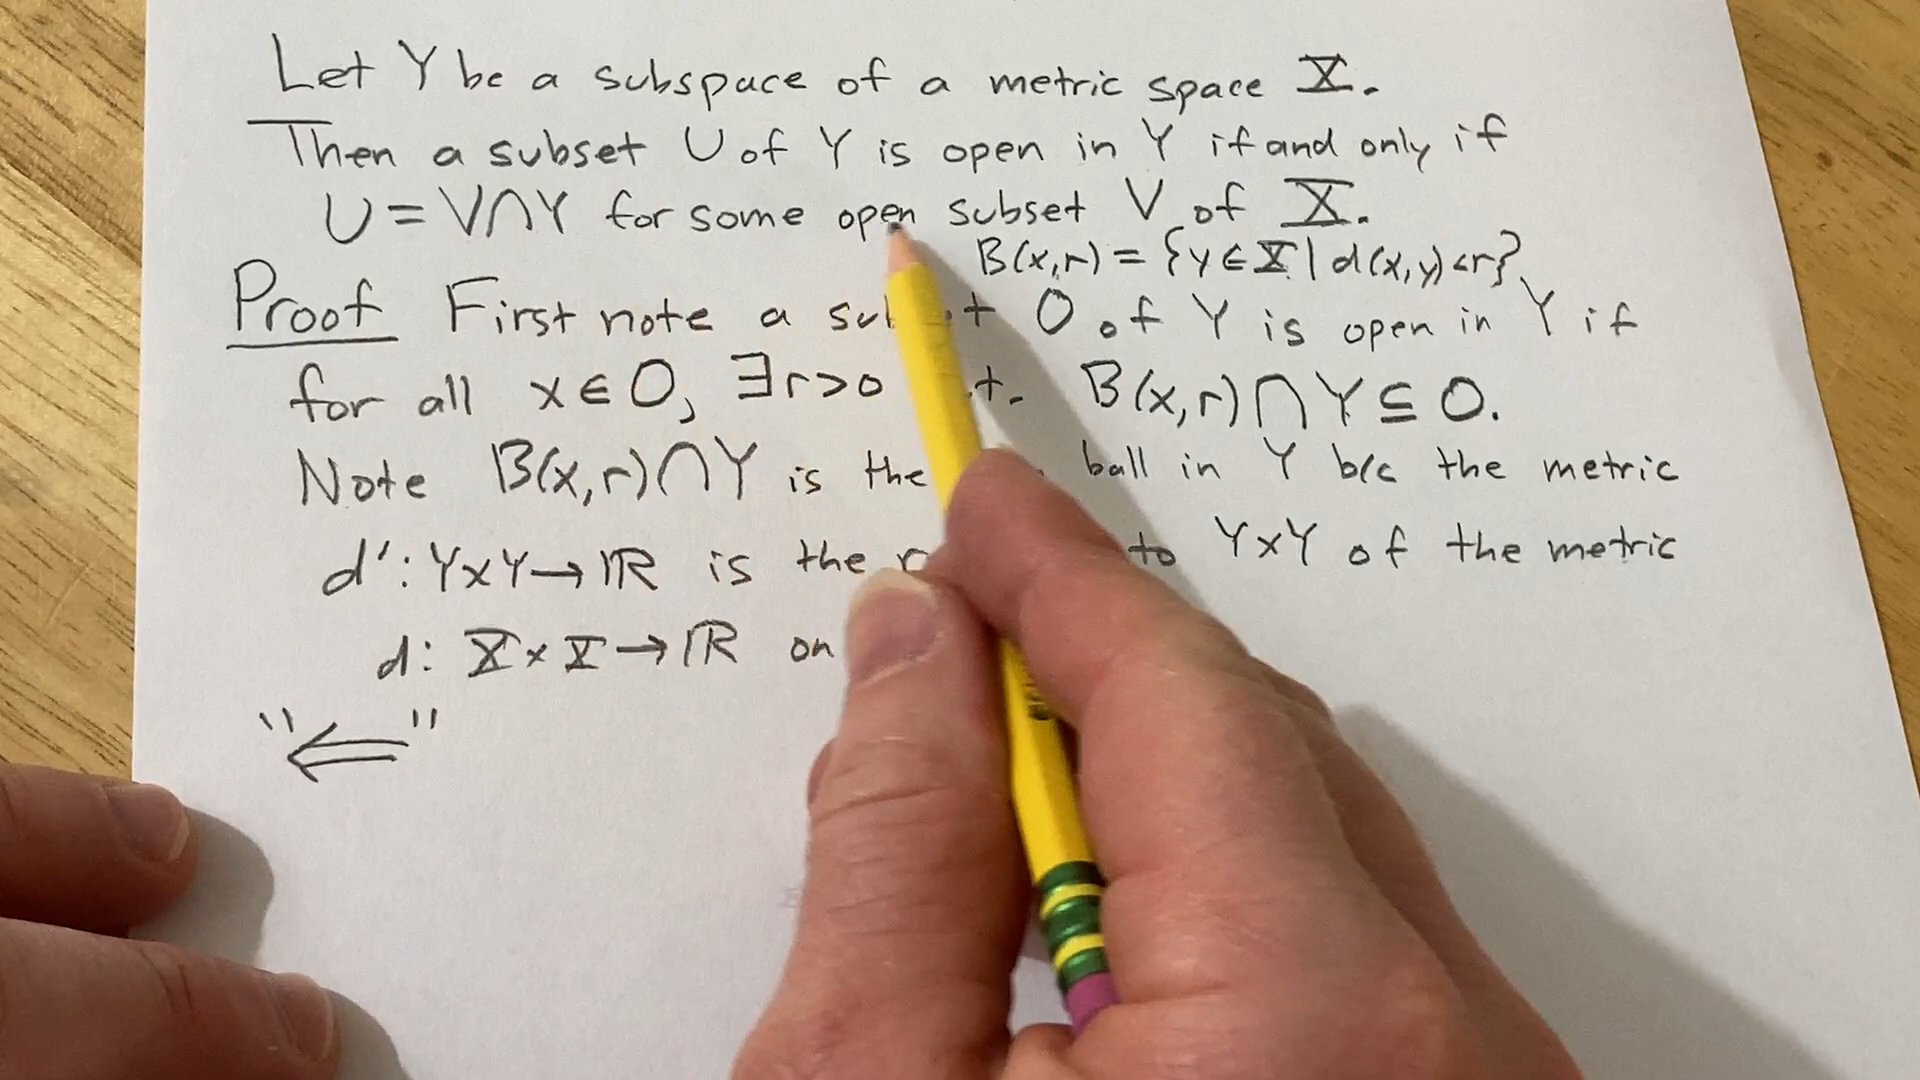 Let Y be a subspace of a metric space X.
Then a subset U of Y is open in Y if and only if
U = V∩Y for some open subset V of X.
B(x,r) = {y ∈ X | d(x,y) < r}
Proof First note a O of Y is open in Y if
for all x ∈ O, ∃r>0 B(x,r) ∩ Y ⊆ O.
Note B(x,r) ∩ Y is the ball in Y b/c the metric
d': Y×Y → ℝ is the to Y×Y of the metric
d: X × X → ℝ on
"⇐"